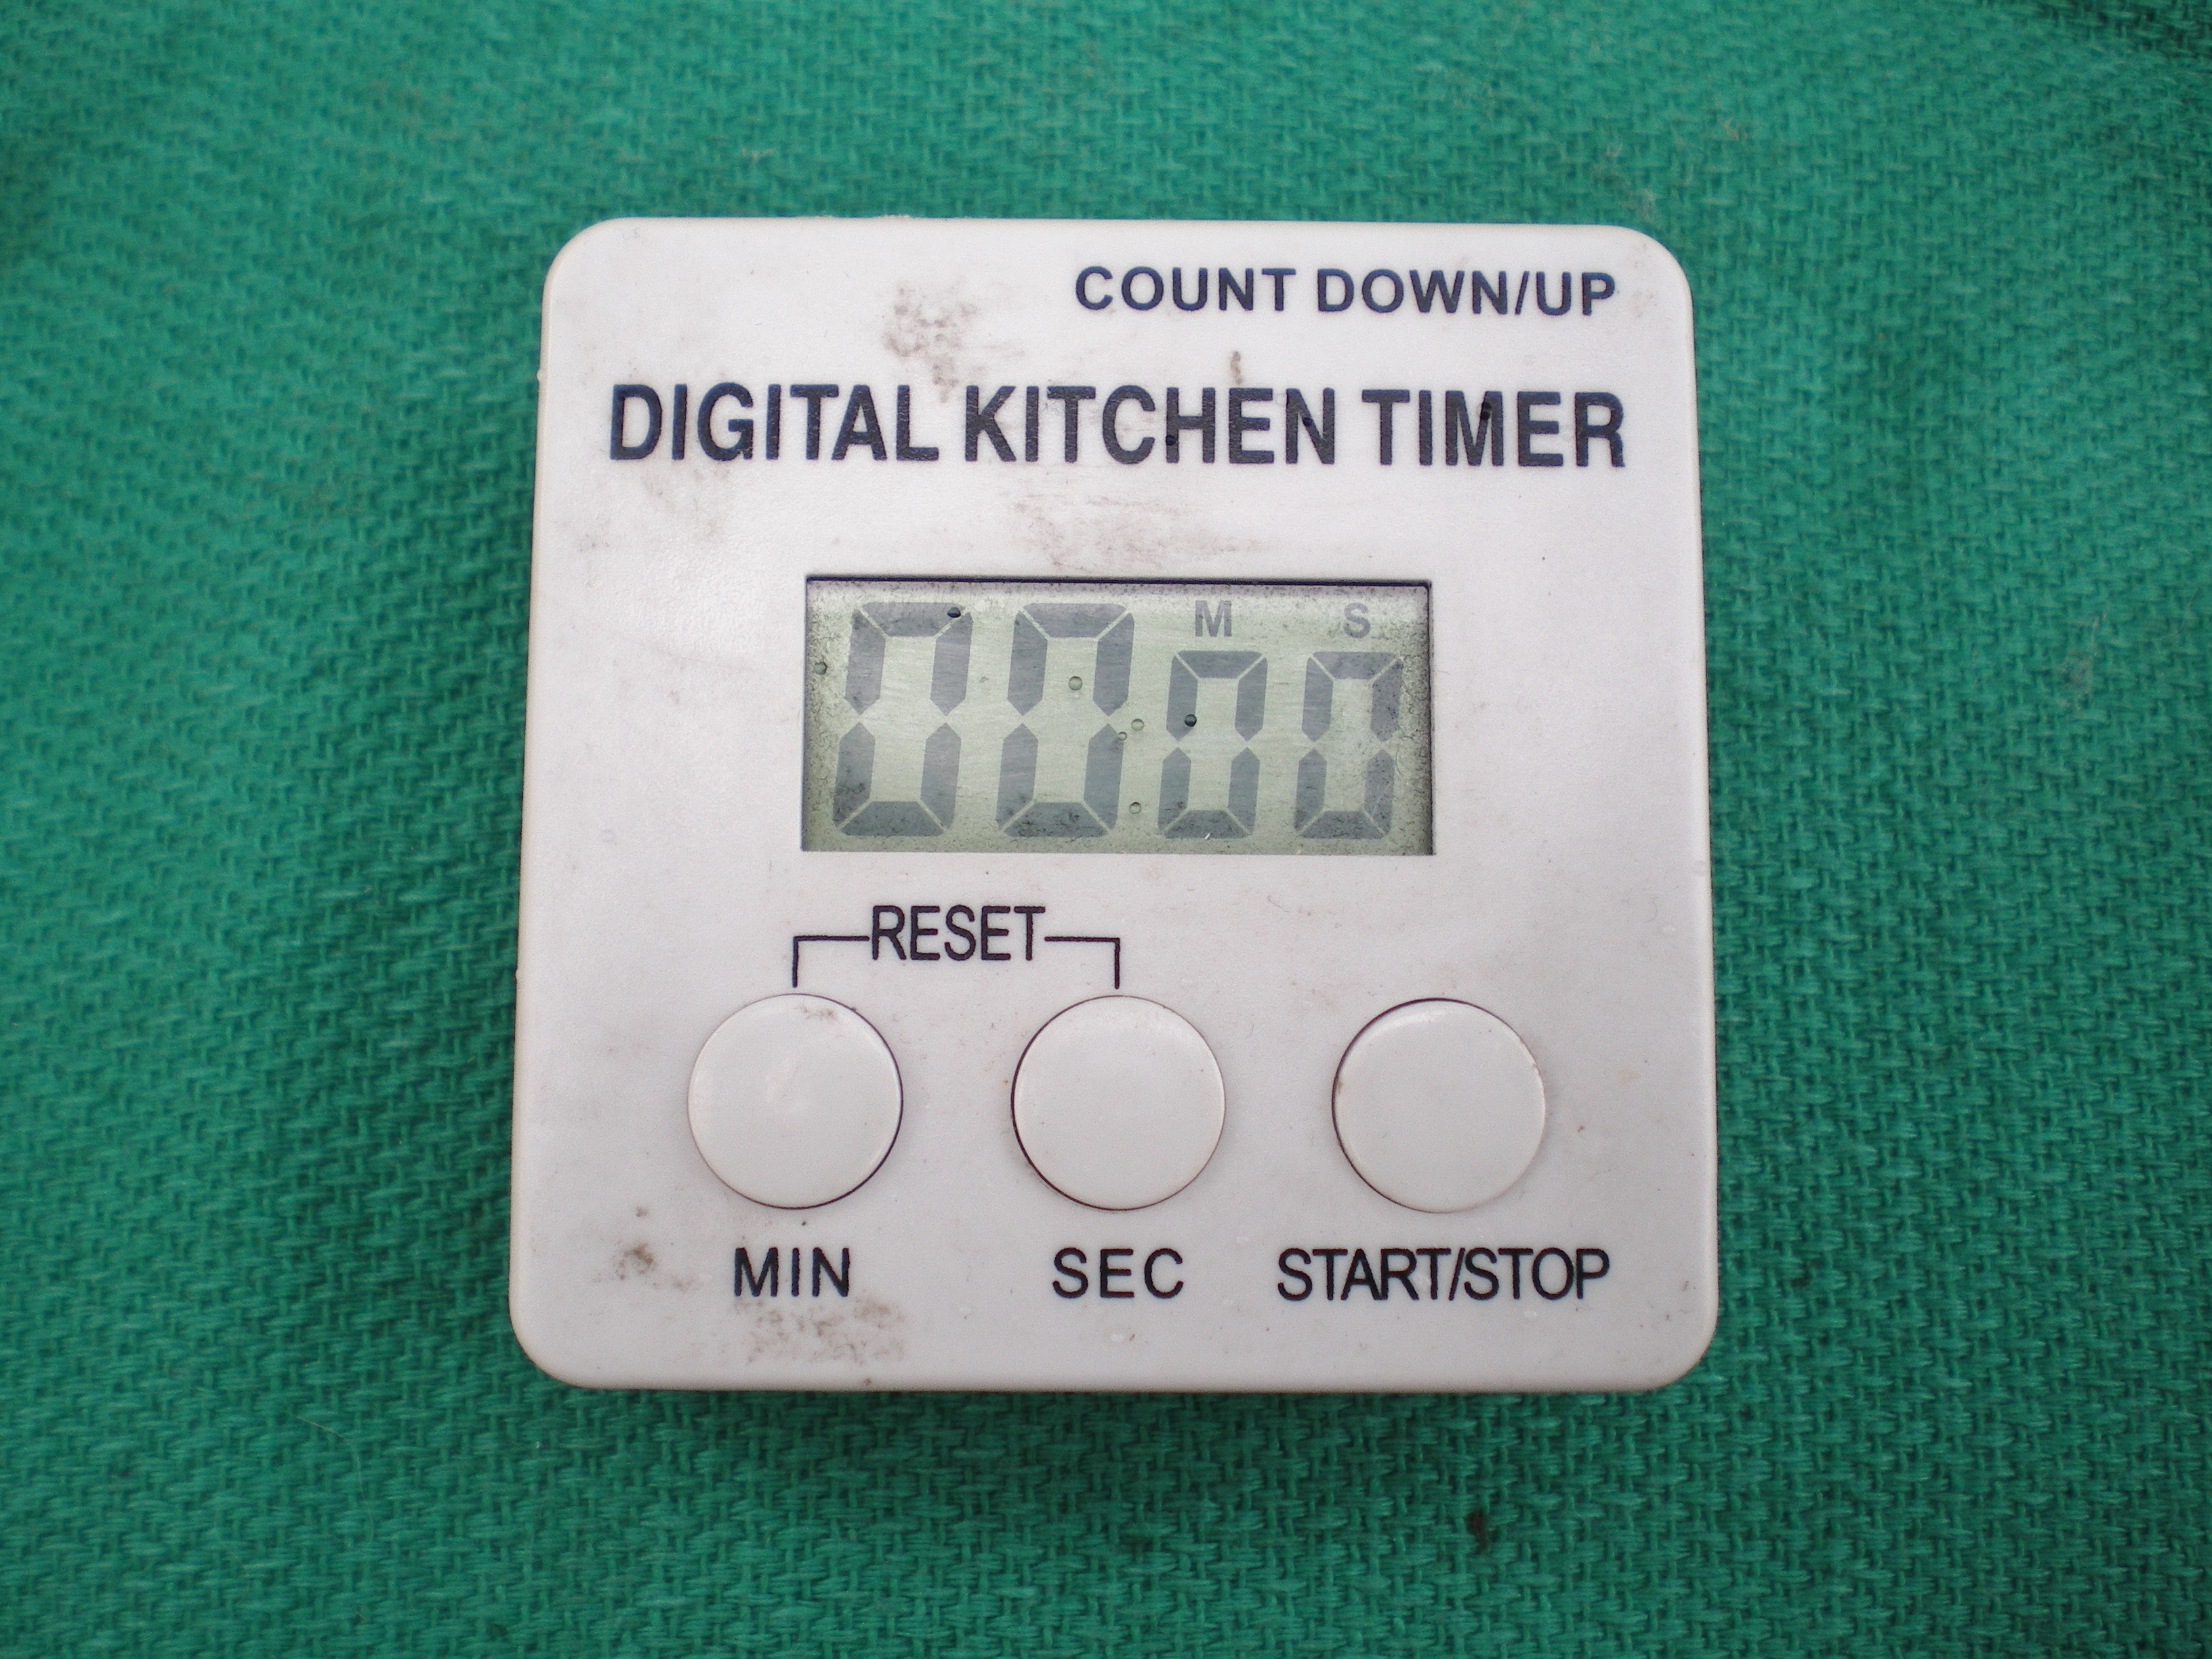 COUNT DOWN/UP
DIGITAL KITCHEN TIMER
M S
00 00
RESET
MIN SEC START/STOP